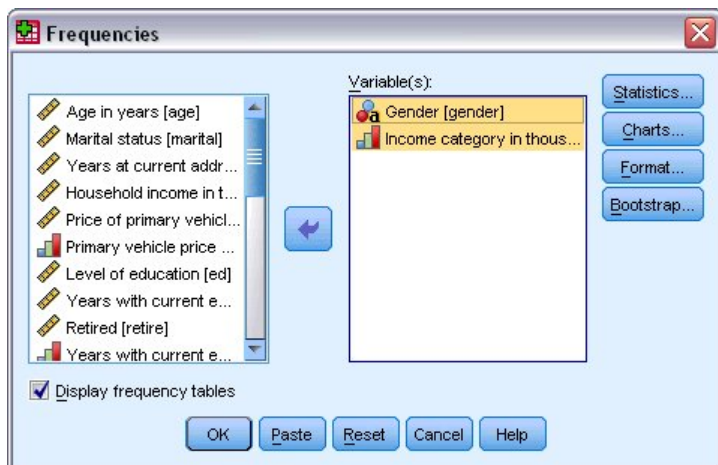 Frequencies
Age in years [age]
Marital status [marital]
Years at current addr...
Household income in t...
Price of primary vehicl...
Primary vehicle price ...
Level of education [ed]
Years with current e...
Retired [retire]
Years with current e...
Variable(s):
a Gender [gender]
Income category in thous...
Statistics...
Charts...
Format...
Bootstrap...
Display frequency tables
OK Paste Reset Cancel Help